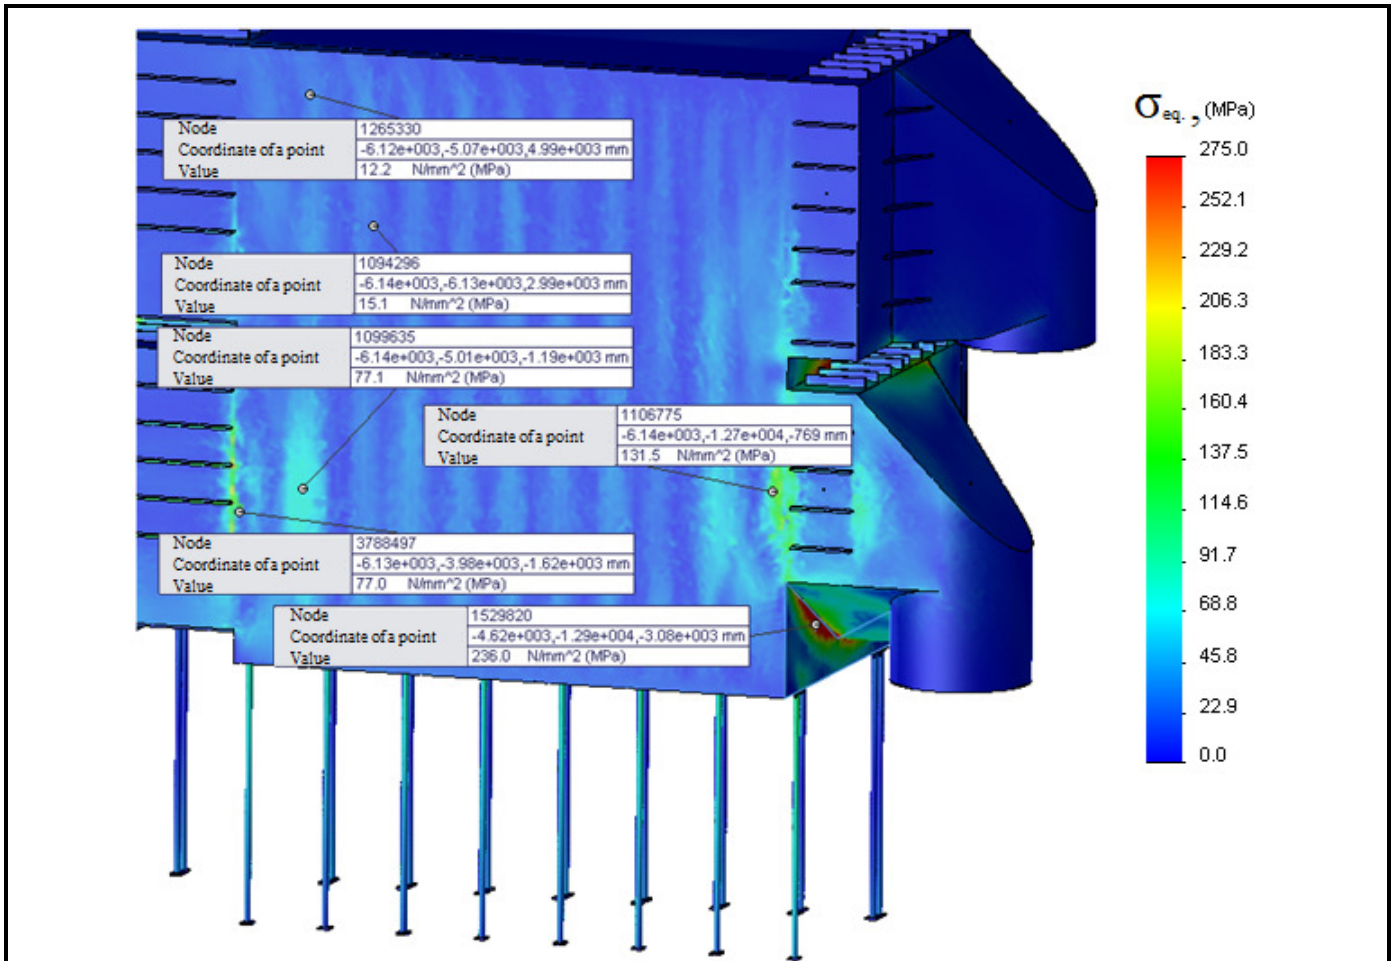 σeq., (MPa)
275.0
252.1
229.2
206.3
183.3
160.4
137.5
114.6
91.7
68.8
45.8
22.9
0.0
Node 1265330
Coordinate of a point -6.12e+003,-5.07e+003,4.99e+003 mm
Value 12.2 N/mm^2 (MPa)
Node 1094296
Coordinate of a point -6.14e+003,-6.13e+003,2.99e+003 mm
Value 15.1 N/mm^2 (MPa)
Node 1099635
Coordinate of a point -6.14e+003,-5.01e+003,-1.19e+003 mm
Value 77.1 N/mm^2 (MPa)
Node 1106775
Coordinate of a point -6.14e+003,-1.27e+004,-769 mm
Value 131.5 N/mm^2 (MPa)
Node 3788497
Coordinate of a point -6.13e+003,-3.98e+003,-1.62e+003 mm
Value 77.0 N/mm^2 (MPa)
Node 1529820
Coordinate of a point -4.62e+003,-1.29e+004,-3.08e+003 mm
Value 236.0 N/mm^2 (MPa)